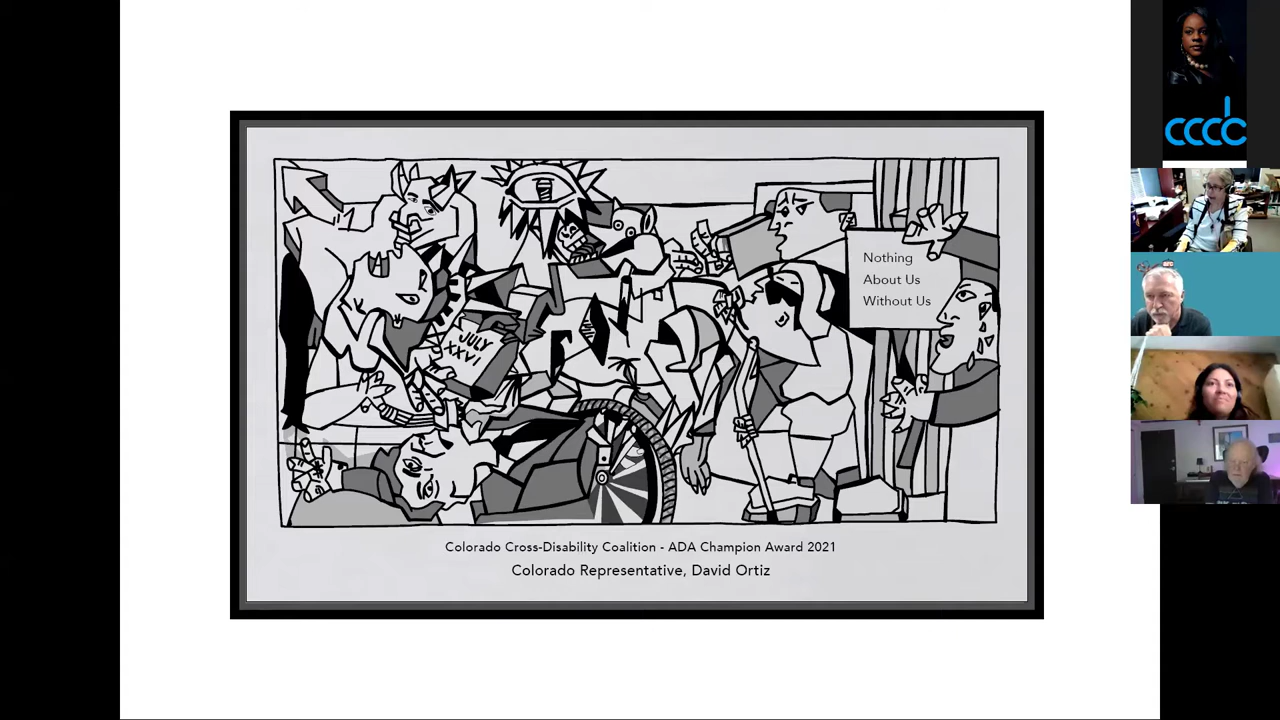 JULY
XXVI
Nothing
About Us
Without Us
Colorado Cross-Disability Coalition - ADA Champion Award 2021
Colorado Representative, David Ortiz
cccdc